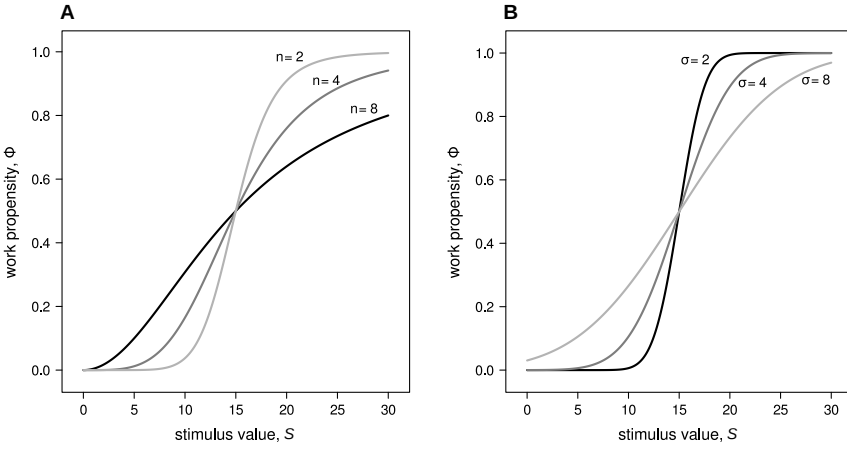 A
1.0
0.8
0.6
0.4
0.2
0.0
work propensity, Φ
n= 2
n= 4
n= 8
0 5 10 15 20 25 30
stimulus value, S
B
1.0
0.8
0.6
0.4
0.2
0.0
work propensity, Φ
σ= 2
σ= 4
σ= 8
0 5 10 15 20 25 30
stimulus value, S